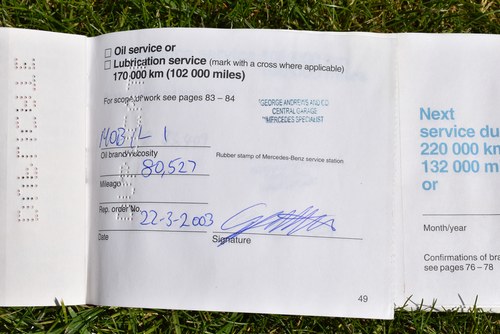 Oil service or
Lubrication service (mark with a cross where applicable)
170 000 km (102 000 miles)
For scope of work see pages 83 – 84
GEORGE ANDREWS AND CO
CENTRAL GARAGE
MERCEDES SPECIALIST
MOBIL 1
Oil brand/viscosity
Rubber stamp of Mercedes-Benz service station
80,527
Mileage
Rep. order No
22-3-2003
Date
Signature
49
Next
service du
220 000 km
132 000 m
or
Month/year
Confirmations of bra
see pages 76 – 78